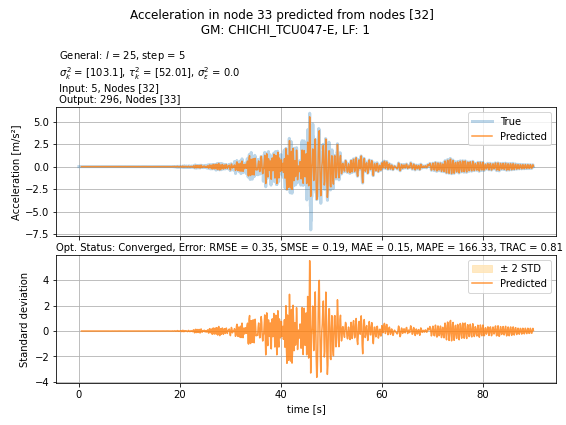 Acceleration in node 33 predicted from nodes [32]
GM: CHICHI_TCU047-E, LF: 1
General: l = 25, step = 5
σ²ₖ = [103.1], τ²ₖ = [52.01], σ²_ε = 0.0
Input: 5, Nodes [32]
Output: 296, Nodes [33]
5.0
2.5
0.0
−2.5
−5.0
−7.5
Acceleration [m/s²]
True
Predicted
Opt. Status: Converged, Error: RMSE = 0.35, SMSE = 0.19, MAE = 0.15, MAPE = 166.33, TRAC = 0.81
4
2
0
−2
−4
Standard deviation
± 2 STD
Predicted
0
20
40
60
80
time [s]